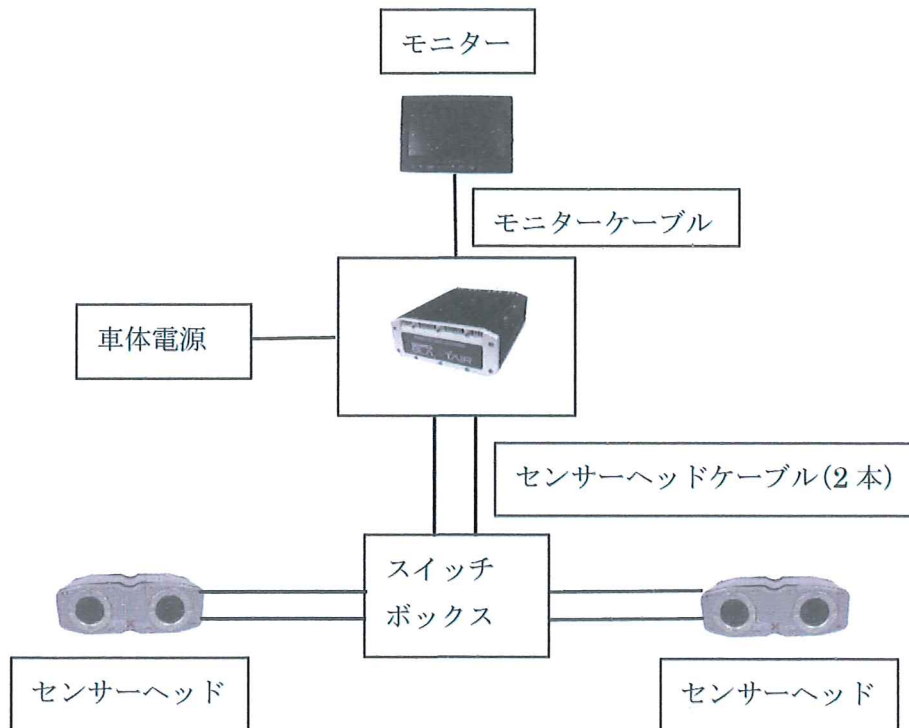 モニター
モニターケーブル
車体電源
センサーヘッドケーブル(2本)
スイッチ
ボックス
センサーヘッド
センサーヘッド